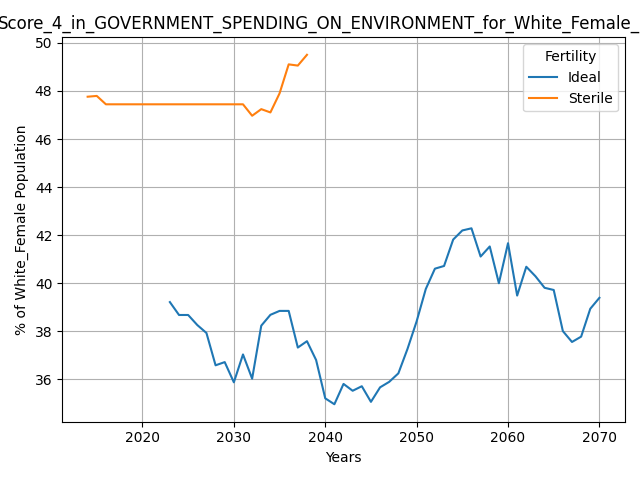 Score_4_in_GOVERNMENT_SPENDING_ON_ENVIRONMENT_for_White_Female_
Fertility
Ideal
Sterile
50
48
46
44
42
40
38
36
% of White_Female Population
2020 2030 2040 2050 2060 2070
Years